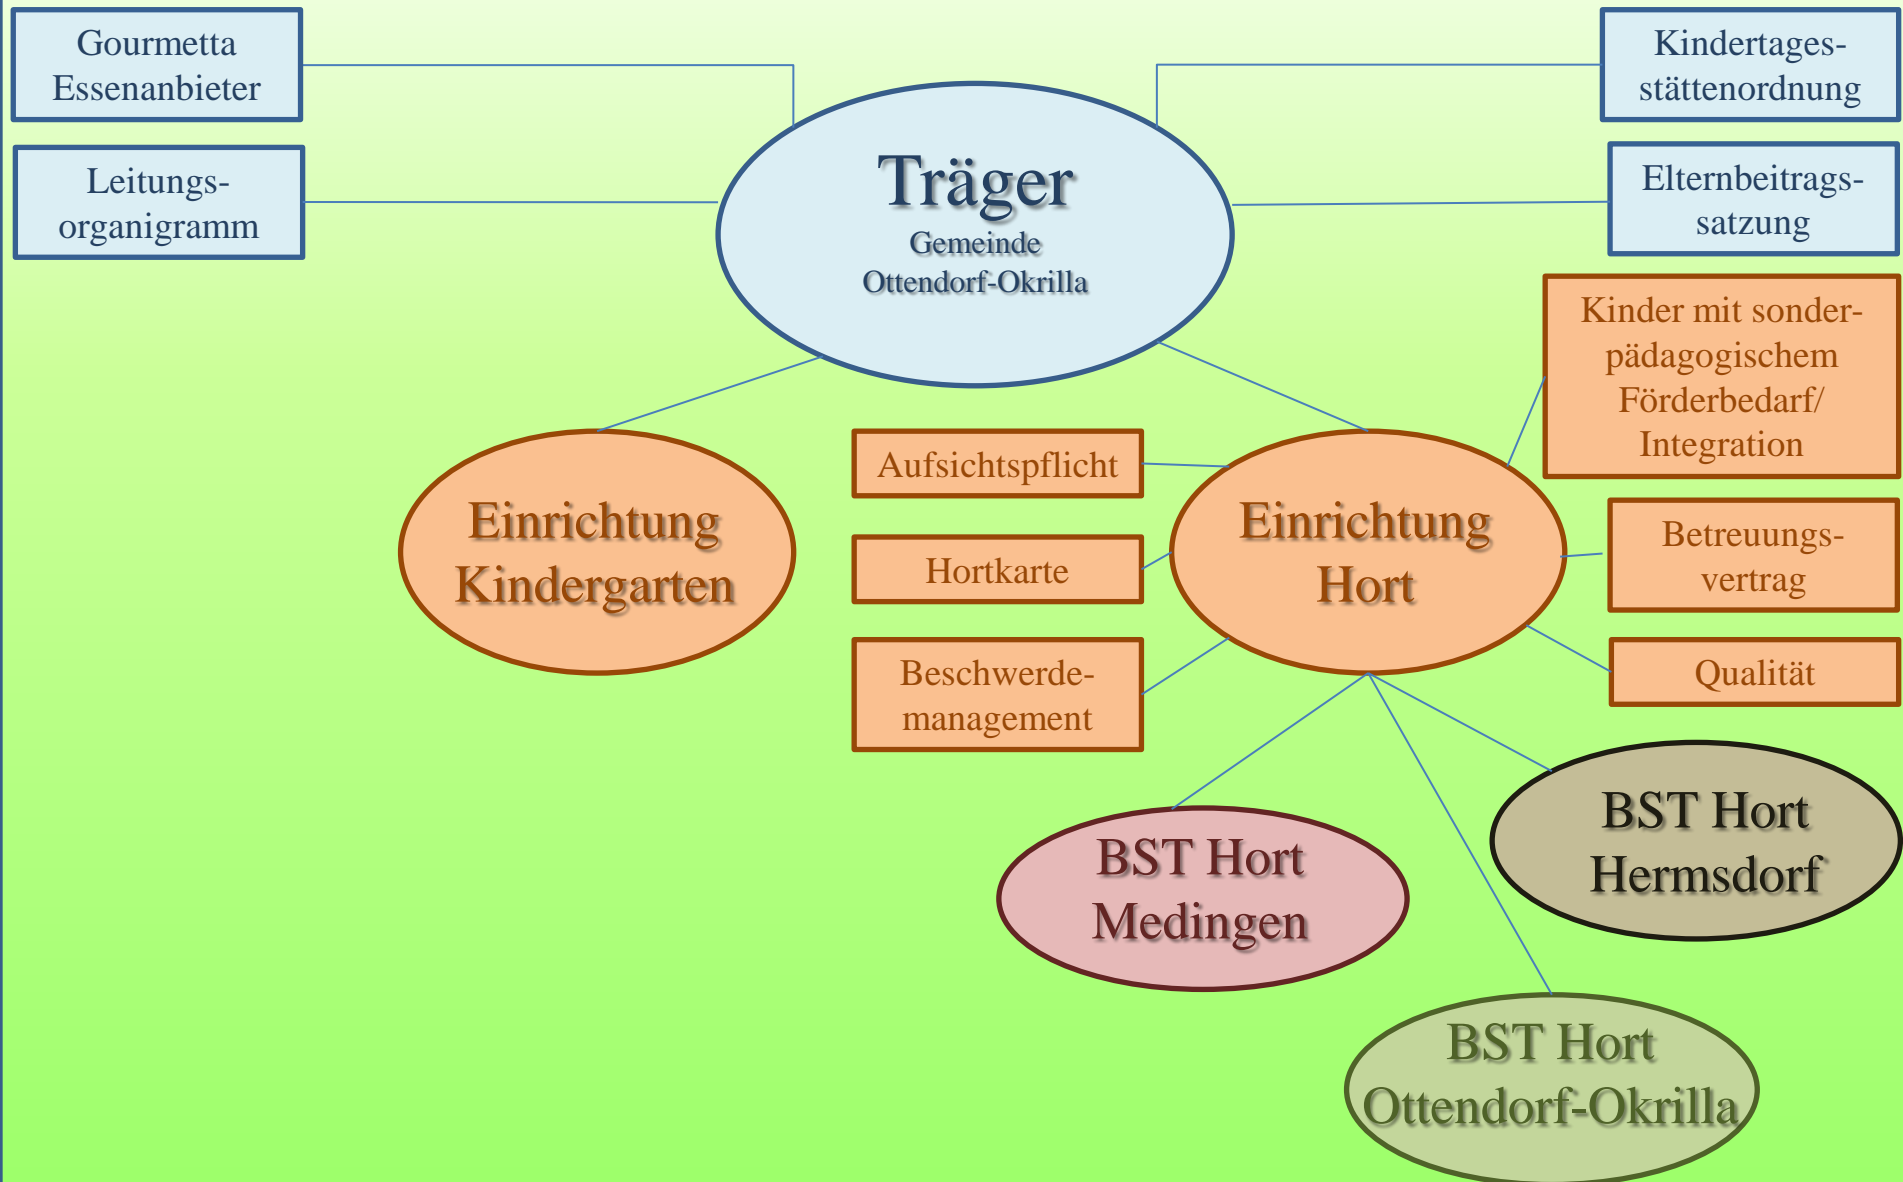 Gourmetta
Essenanbieter
Kindertages-
stättenordnung
Leitungs-
organigramm
Träger
Gemeinde
Ottendorf-Okrilla
Elternbeitrags-
satzung
Kinder mit sonder-
pädagogischem
Förderbedarf/
Integration
Einrichtung
Kindergarten
Aufsichtspflicht
Hortkarte
Beschwerde-
management
Einrichtung
Hort
Betreuungs-
vertrag
Qualität
BST Hort
Medingen
BST Hort
Hermsdorf
BST Hort
Ottendorf-Okrilla